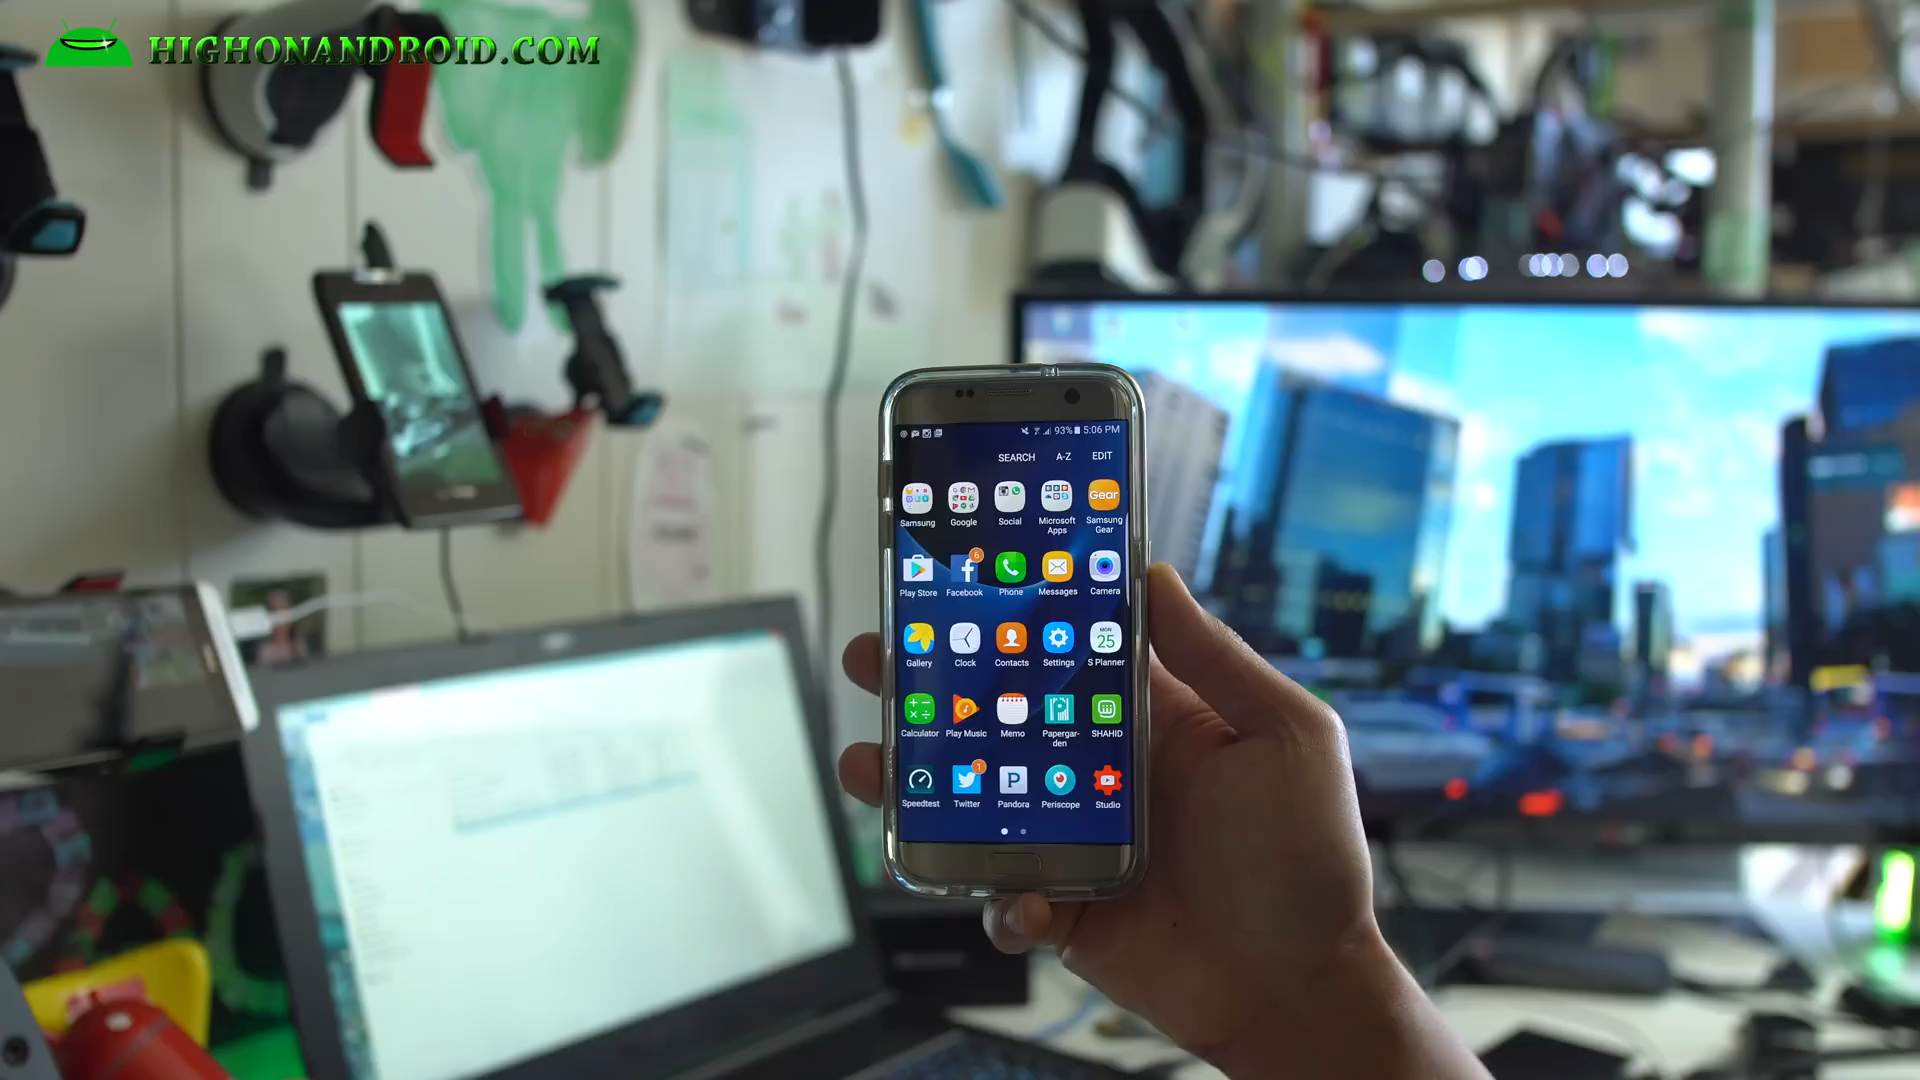 HIGHONANDROID.COM
93% 5:06 PM
SEARCH A-Z EDIT
Gear
Samsung Google Social Microsoft Apps Samsung Gear
6
Play Store Facebook Phone Messages Camera
MON
25
Gallery Clock Contacts Settings S Planner
Calculator Play Music Memo Papergar-
den SHAHID
1
P
Speedtest Twitter Pandora Periscope Studio